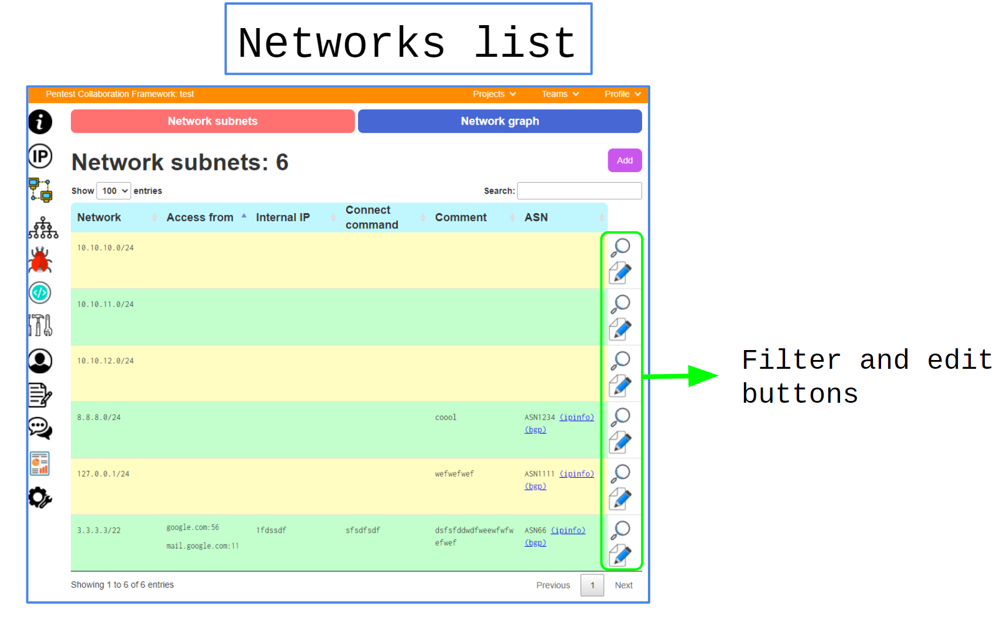 Networks list
Pentest Collaboration Framework: test Projects Teams Profile
Network subnets Network graph
IP
Network subnets: 6 Add
Show 100 entries Search:
Network Access from Internal IP Connect command Comment ASN
10.10.10.0/24
10.10.11.0/24
10.10.12.0/24
8.8.8.0/24 coool ASN1234 (ipinfo)
(bgp)
127.0.0.1/24 wefwefwef ASN1111 (ipinfo)
(bgp)
3.3.3.3/22 google.com:56 1fdssdf sfsdfsdf dsfsfddwdfweewfwfw ASN66 (ipinfo)
mail.google.com:11 efwef (bgp)
Showing 1 to 6 of 6 entries Previous 1 Next
Filter and edit
buttons